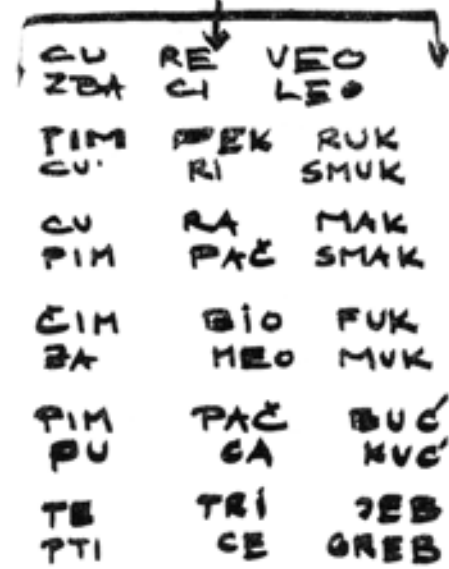 CU RE VEO
ZBA CI LEO
PIM PEK RUK
CU RI SMUK
CU RA MAK
PIM PAČ SMAK
ČIM BIO FUK
ZA MEO MUK
PIM PAČ BUĆ
PU CA KUĆ
TE TRI JEB
PTI CE GREB